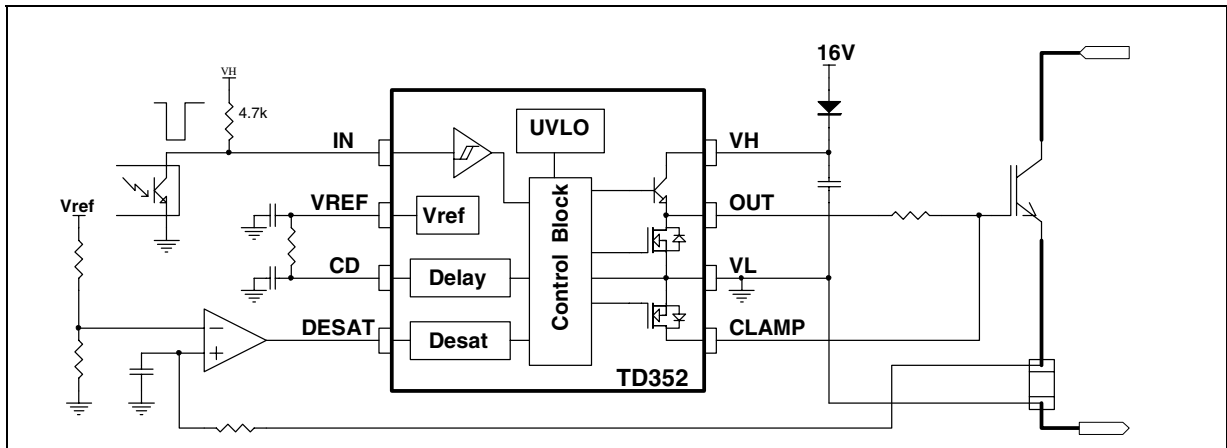 16V
VH
4.7k
UVLO
IN
VH
Vref
VREF
Vref
OUT
Control Block
CD
Delay
VL
DESAT
Desat
CLAMP
−
+
TD352